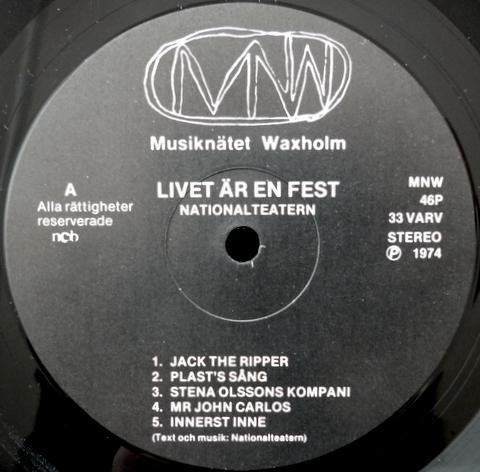 MNW
Musiknätet Waxholm
A
Alla rättigheter
reserverade
ncb
LIVET ÄR EN FEST
NATIONALTEATERN
MNW
46P
33 VARV
STEREO
Ⓟ 1974
1. JACK THE RIPPER
2. PLAST'S SÅNG
3. STENA OLSSONS KOMPANI
4. MR JOHN CARLOS
5. INNERST INNE
(Text och musik: Nationalteatern)